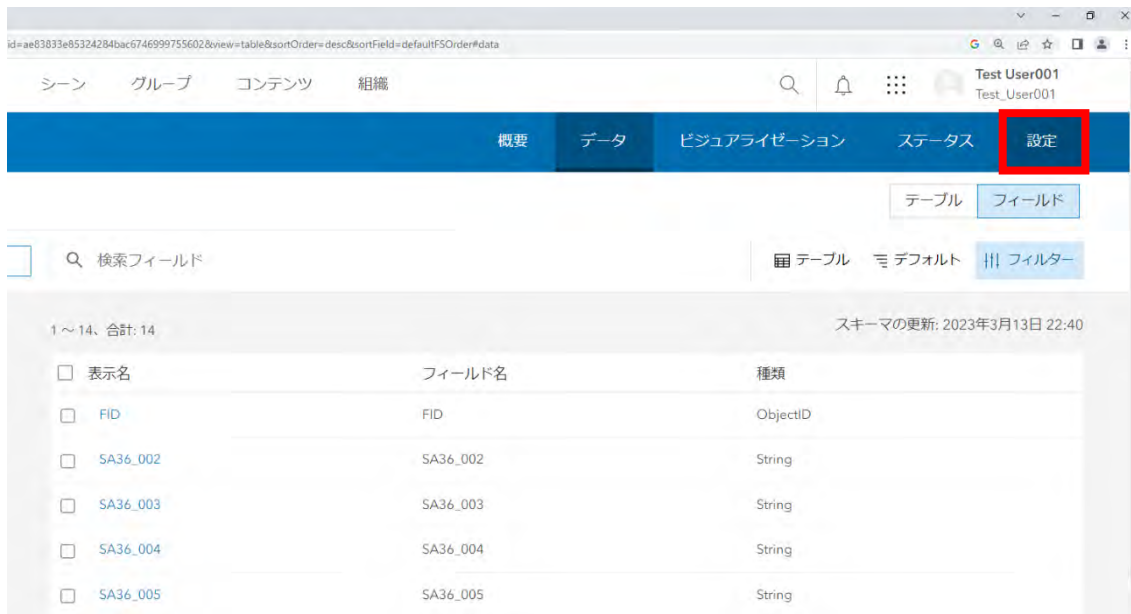 id=ae83833e85324284bac6746999755602&view=table&sortOrder=desc&sortField=defaultFSOrder#data
シーン グループ コンテンツ 組織
Test User001
Test_User001
概要 データ ビジュアライゼーション ステータス 設定
テーブル フィールド
検索フィールド テーブル デフォルト フィルター
1～14、合計: 14 スキーマの更新: 2023年3月13日 22:40
表示名 フィールド名 種類
FID FID ObjectID
SA36_002 SA36_002 String
SA36_003 SA36_003 String
SA36_004 SA36_004 String
SA36_005 SA36_005 String